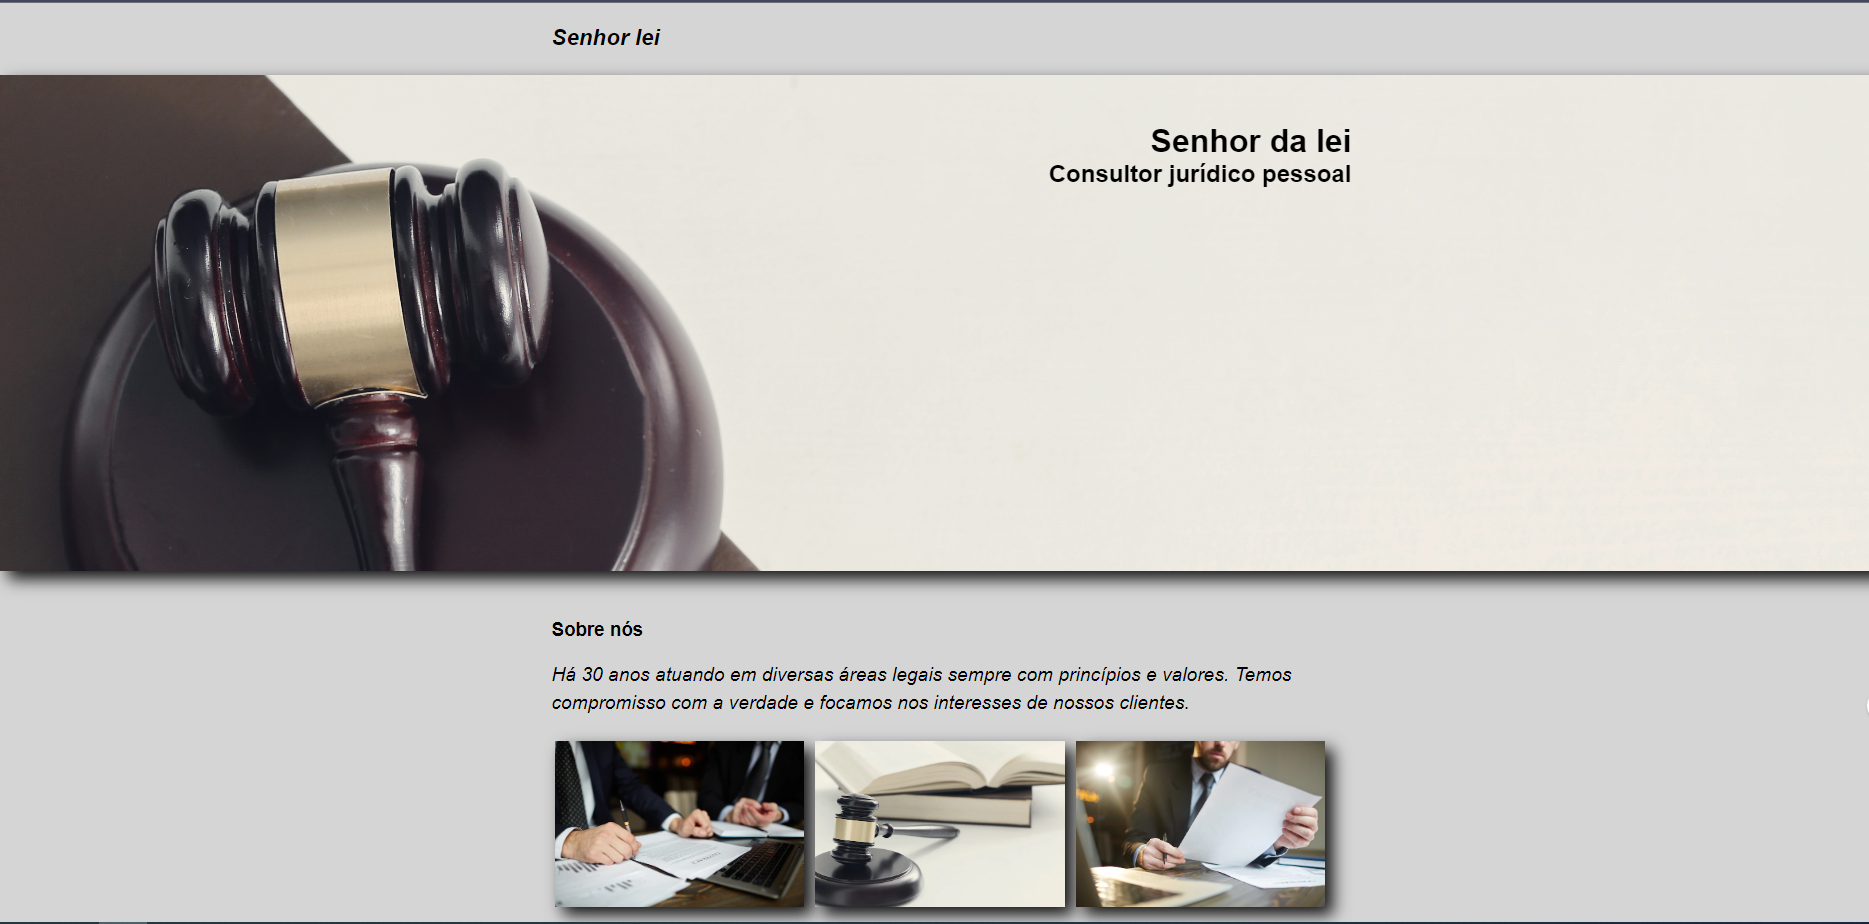 Senhor lei
Senhor da lei
Consultor jurídico pessoal
Sobre nós
Há 30 anos atuando em diversas áreas legais sempre com princípios e valores. Temos
compromisso com a verdade e focamos nos interesses de nossos clientes.